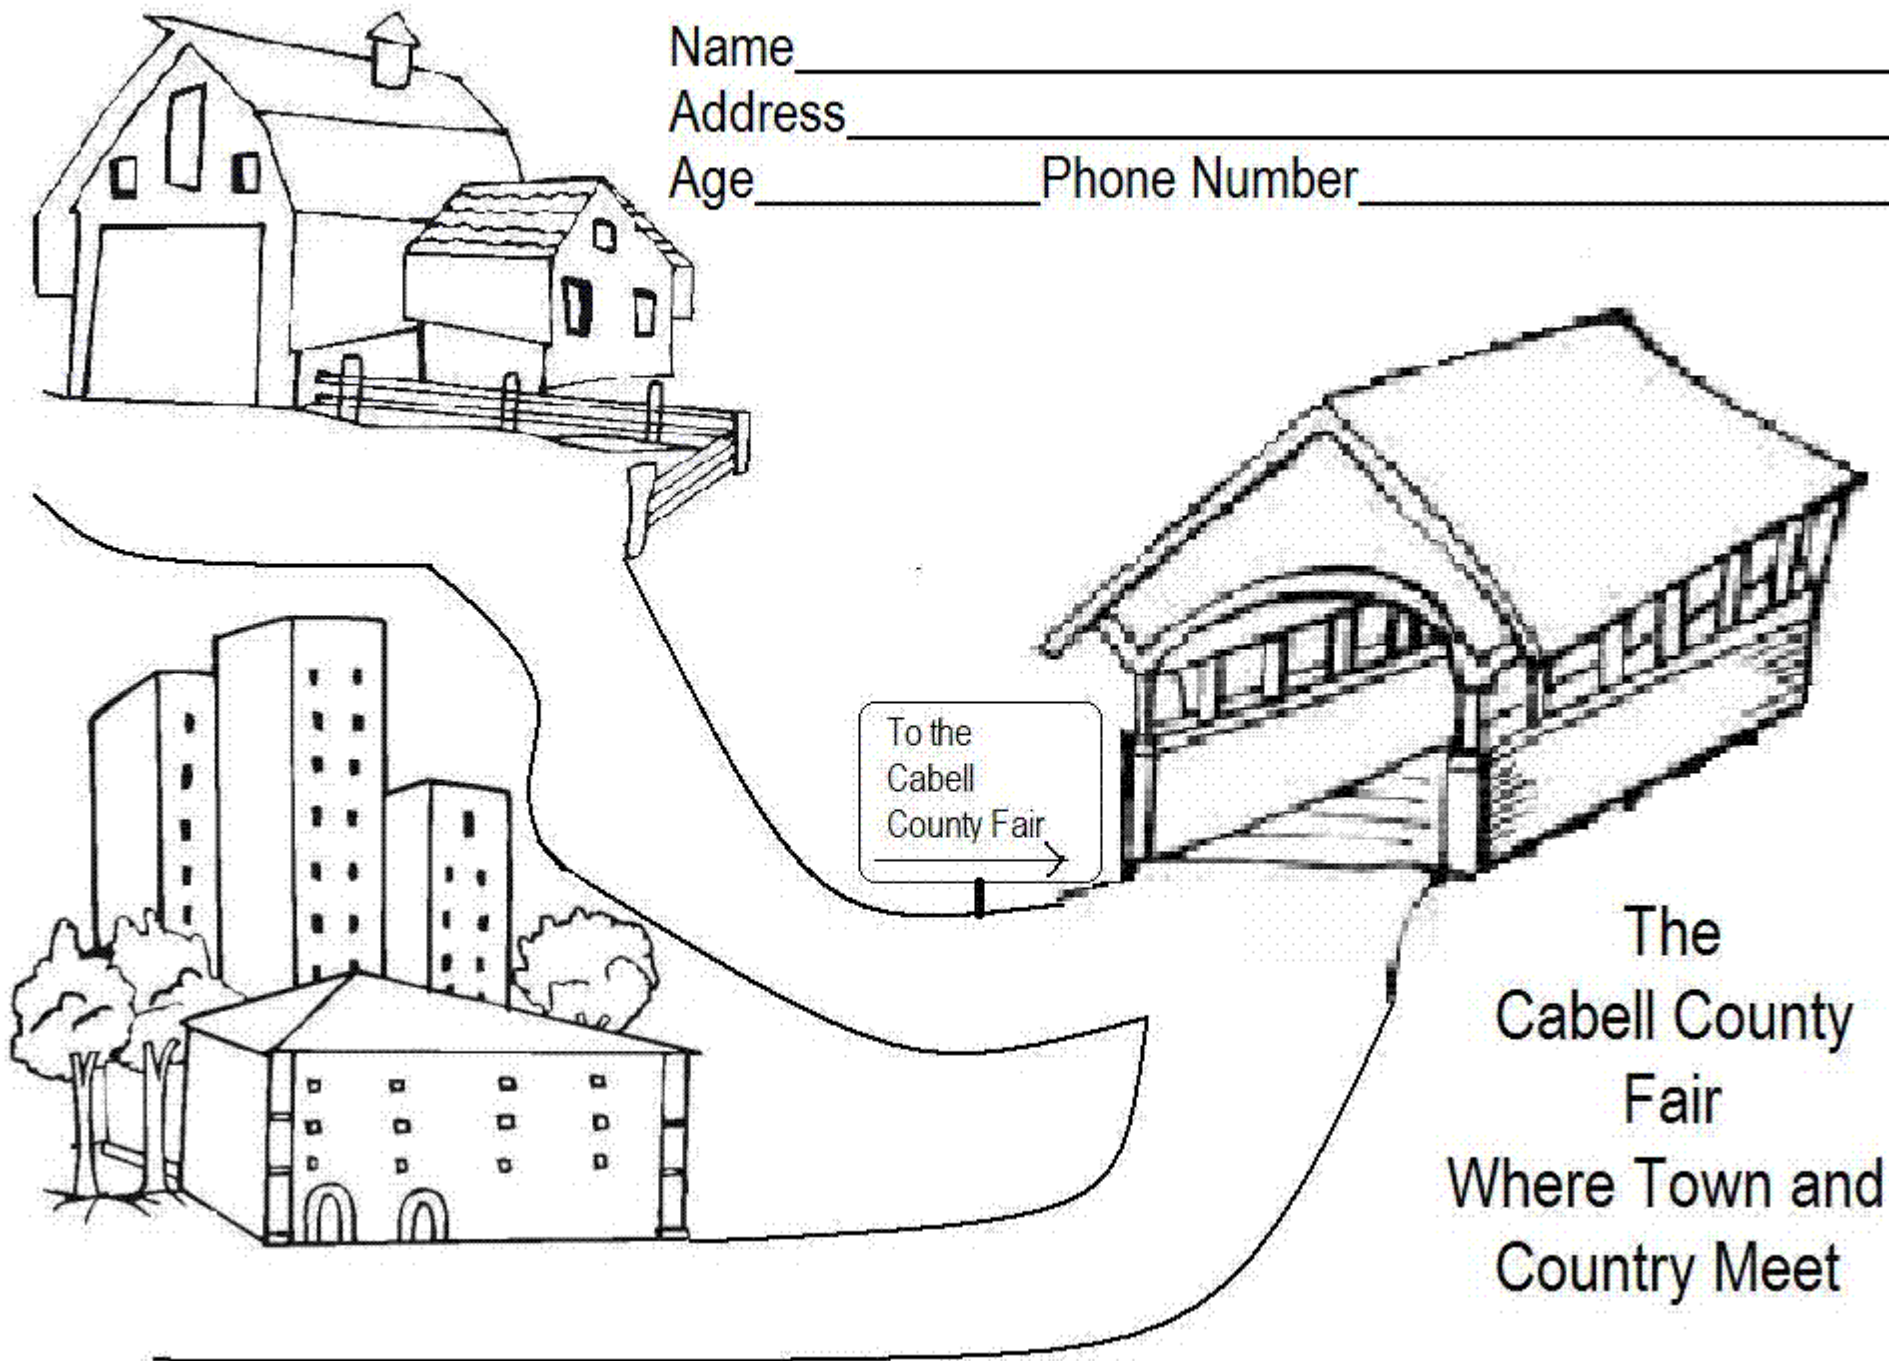 Name
Address
Age Phone Number
To the
Cabell
County Fair
The
Cabell County
Fair
Where Town and
Country Meet